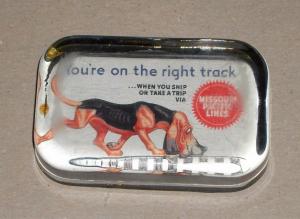 You're on the right track
...WHEN YOU SHIP
OR TAKE A TRIP
VIA
MISSOURI
PACIFIC
LINES